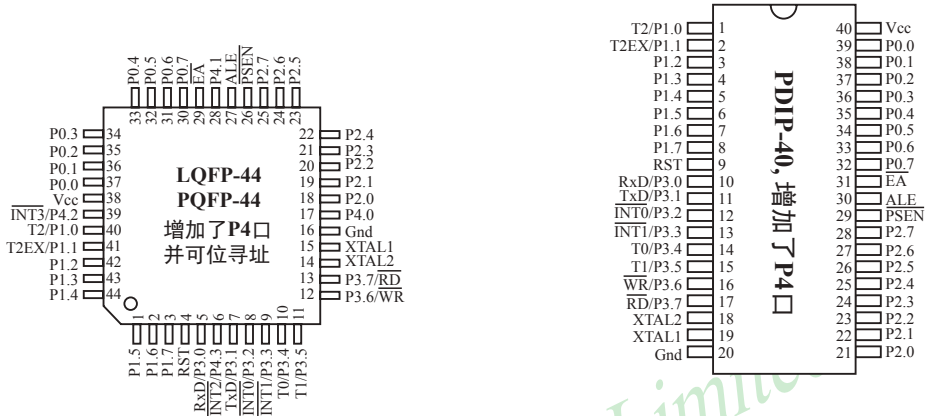 P0.4
P0.5
P0.6
P0.7
EA
P4.1
ALE
PSEN
P2.7
P2.6
P2.5
33
32
31
30
29
28
27
26
25
24
23
P0.3 34
P0.2 35
P0.1 36
P0.0 37
Vcc 38
INT3/P4.2 39
T2/P1.0 40
T2EX/P1.1 41
P1.2 42
P1.3 43
P1.4 44
LQFP-44
PQFP-44
增加了P4口
并可位寻址
22 P2.4
21 P2.3
20 P2.2
19 P2.1
18 P2.0
17 P4.0
16 Gnd
15 XTAL1
14 XTAL2
13 P3.7/RD
12 P3.6/WR
1
2
3
4
5
6
7
8
9
10
11
P1.5
P1.6
P1.7
RST
RxD/P3.0
INT2/P4.3
TxD/P3.1
INT0/P3.2
INT1/P3.3
T0/P3.4
T1/P3.5
T2/P1.0 1
T2EX/P1.1 2
P1.2 3
P1.3 4
P1.4 5
P1.5 6
P1.6 7
P1.7 8
RST 9
RxD/P3.0 10
TxD/P3.1 11
INT0/P3.2 12
INT1/P3.3 13
T0/P3.4 14
T1/P3.5 15
WR/P3.6 16
RD/P3.7 17
XTAL2 18
XTAL1 19
Gnd 20
PDIP-40, 增加了P4口
40 Vcc
39 P0.0
38 P0.1
37 P0.2
36 P0.3
35 P0.4
34 P0.5
33 P0.6
32 P0.7
31 EA
30 ALE
29 PSEN
28 P2.7
27 P2.6
26 P2.5
25 P2.4
24 P2.3
23 P2.2
22 P2.1
21 P2.0
Limited